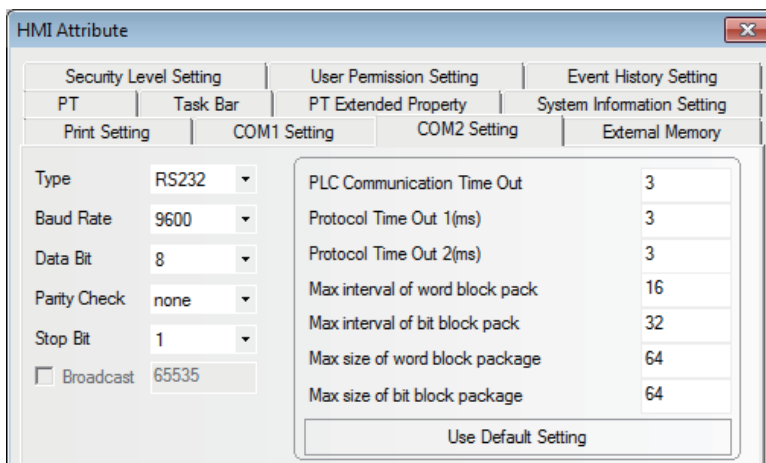 HMI Attribute
Security Level Setting User Permission Setting Event History Setting
PT Task Bar PT Extended Property System Information Setting
Print Setting COM1 Setting COM2 Setting External Memory
Type RS232
Baud Rate 9600
Data Bit 8
Parity Check none
Stop Bit 1
Broadcast 65535
PLC Communication Time Out 3
Protocol Time Out 1(ms) 3
Protocol Time Out 2(ms) 3
Max interval of word block pack 16
Max interval of bit block pack 32
Max size of word block package 64
Max size of bit block package 64
Use Default Setting